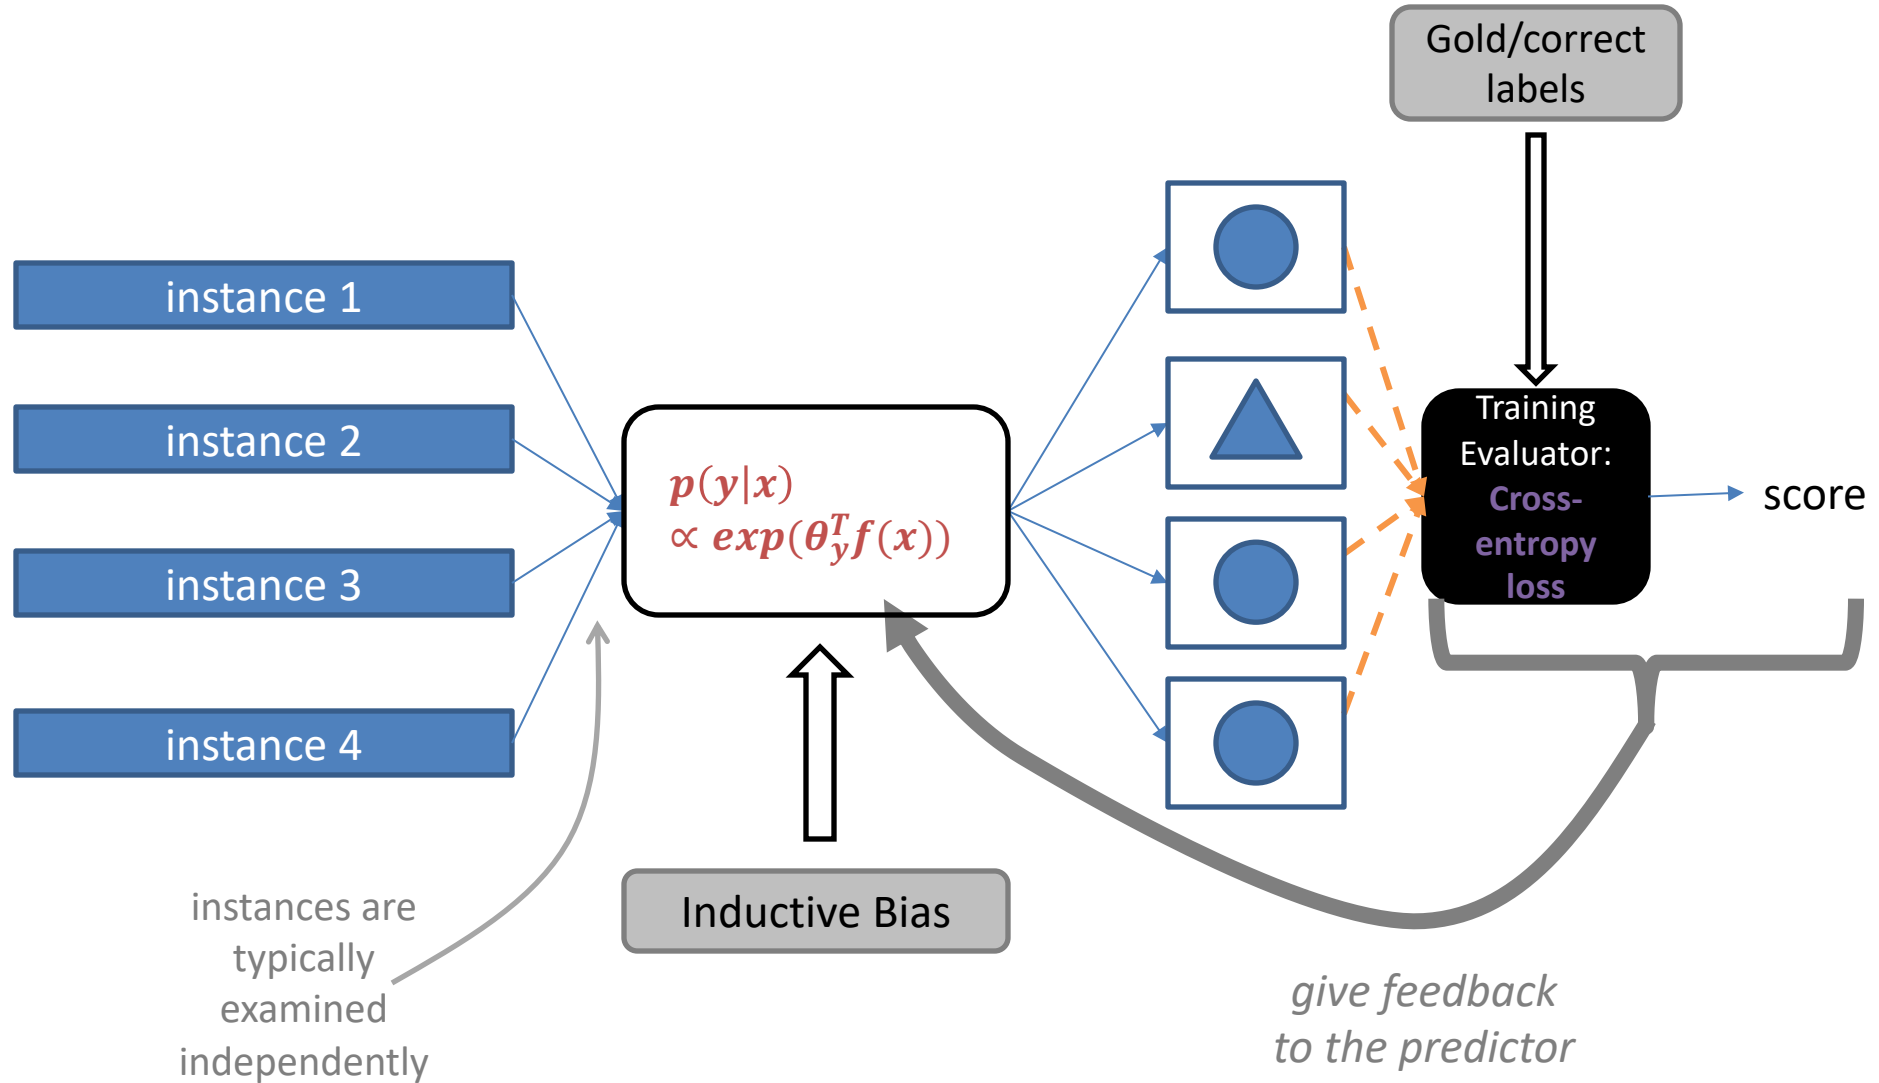 Gold/correct
labels
instance 1
instance 2
instance 3
instance 4
p(y|x)
∝ exp(θ_y^T f(x))
Training
Evaluator:
Cross-
entropy
loss
score
Inductive Bias
instances are
typically
examined
independently
give feedback
to the predictor